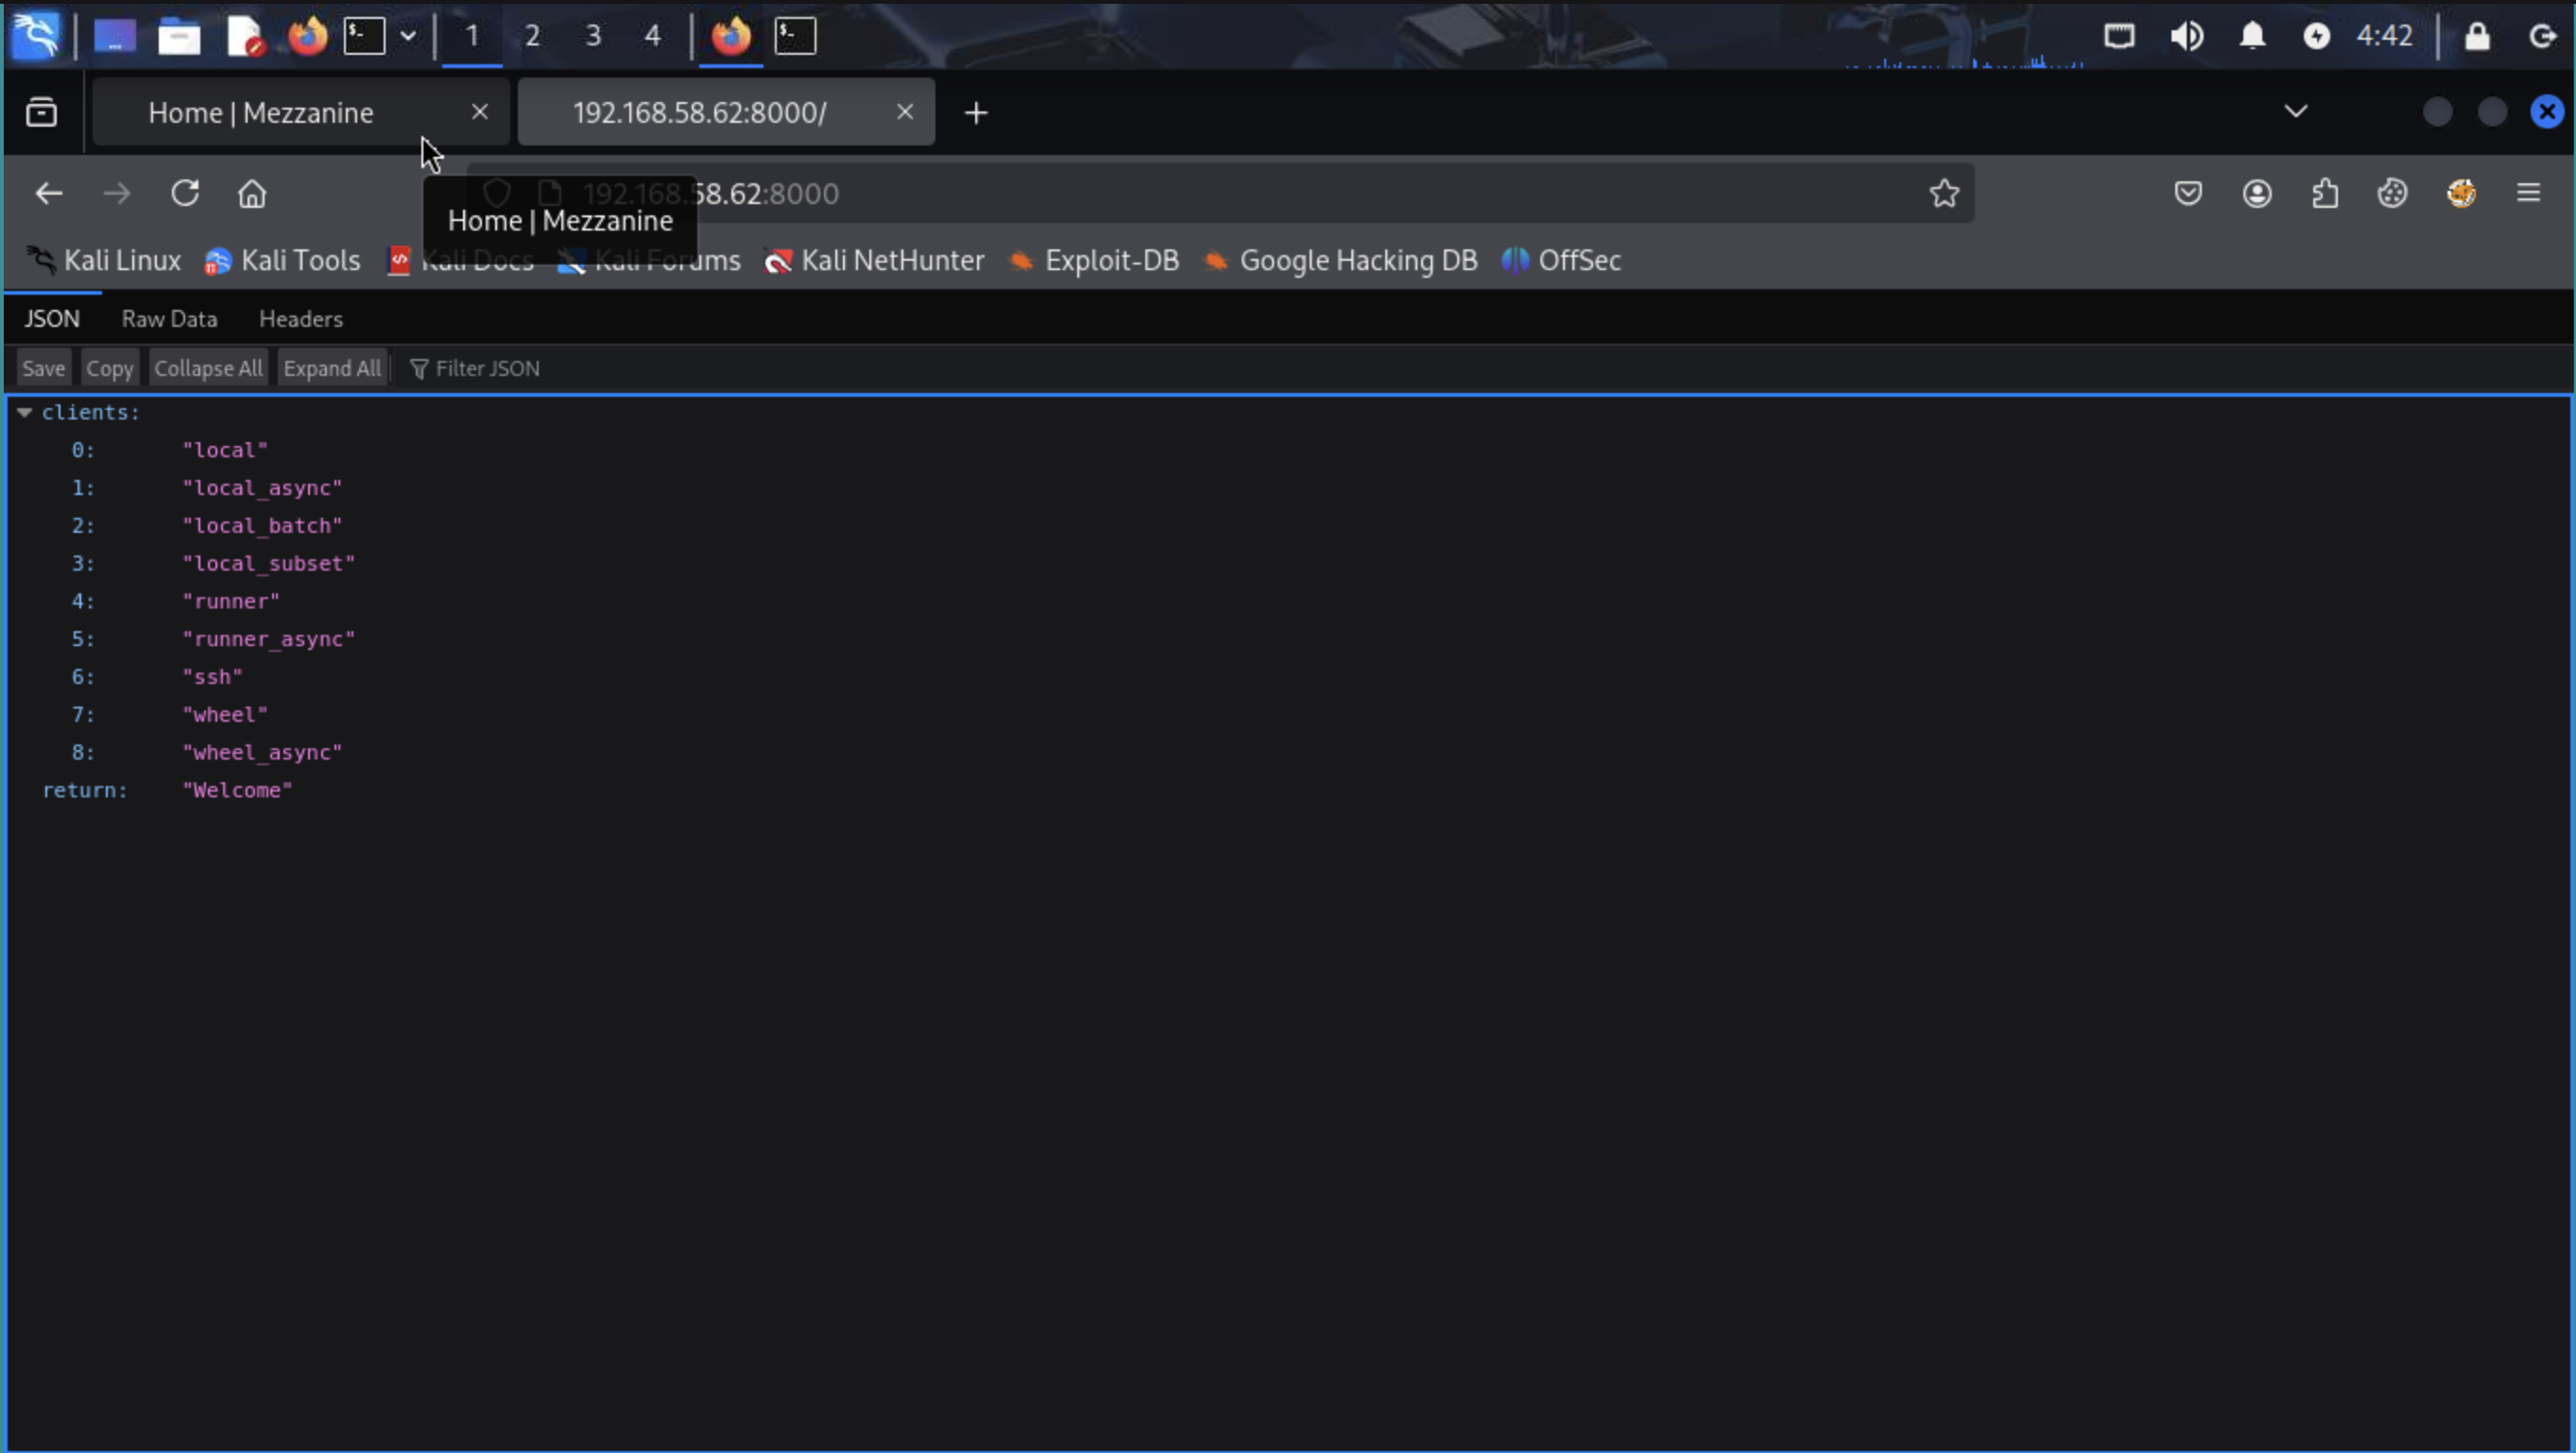 1 2 3 4 4:42
Home | Mezzanine 192.168.58.62:8000/
192.168.58.62:8000
Home | Mezzanine
Kali Linux Kali Tools Kali Docs Kali Forums Kali NetHunter Exploit-DB Google Hacking DB OffSec
JSON Raw Data Headers
Save Copy Collapse All Expand All Filter JSON
clients:
0: "local"
1: "local_async"
2: "local_batch"
3: "local_subset"
4: "runner"
5: "runner_async"
6: "ssh"
7: "wheel"
8: "wheel_async"
return: "Welcome"